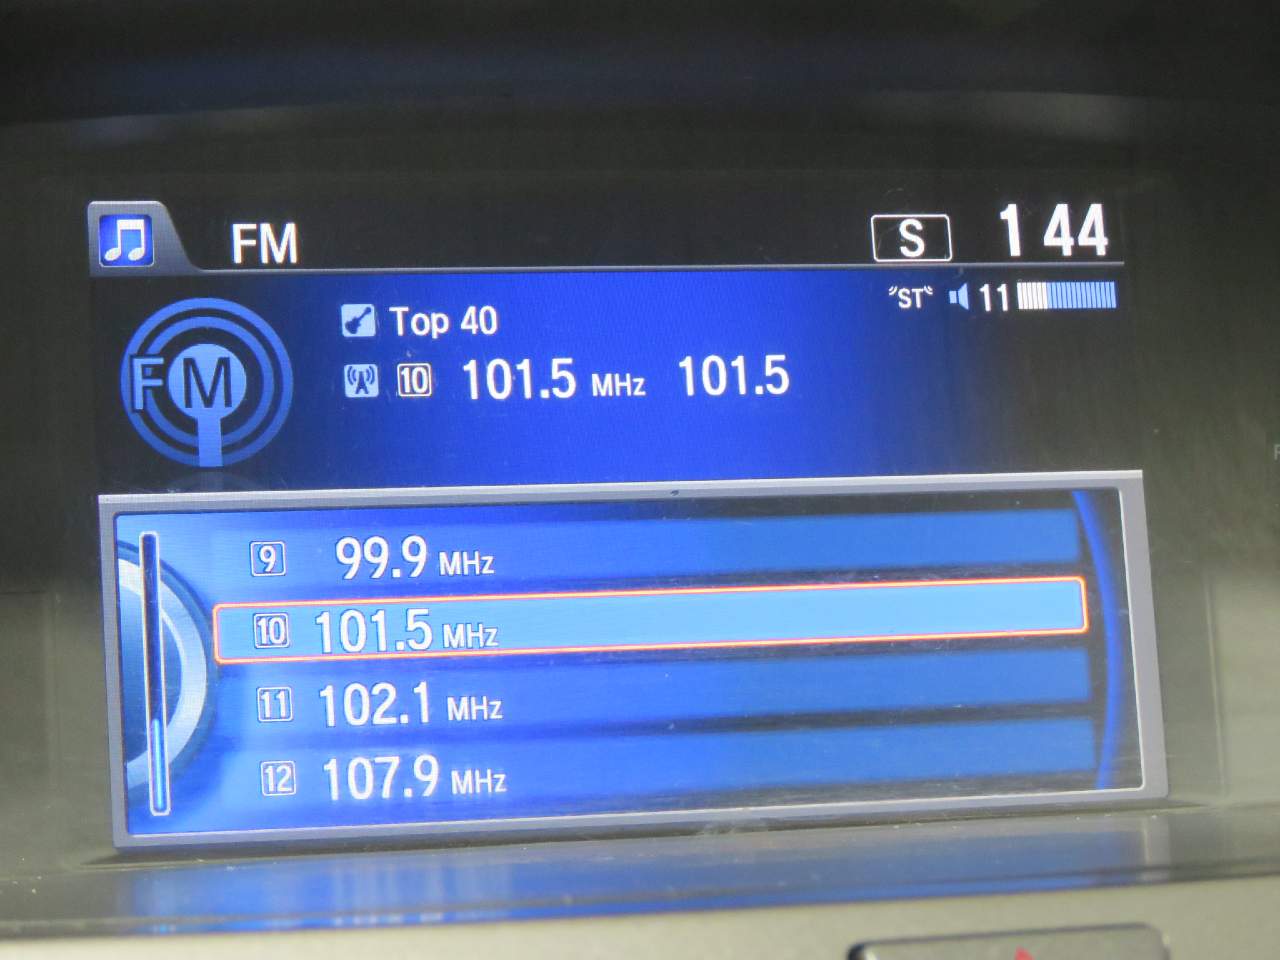 FM S 1 44
"ST" 11
Top 40
FM
10 101.5 MHz 101.5
9 99.9 MHz
10 101.5 MHz
11 102.1 MHz
12 107.9 MHz